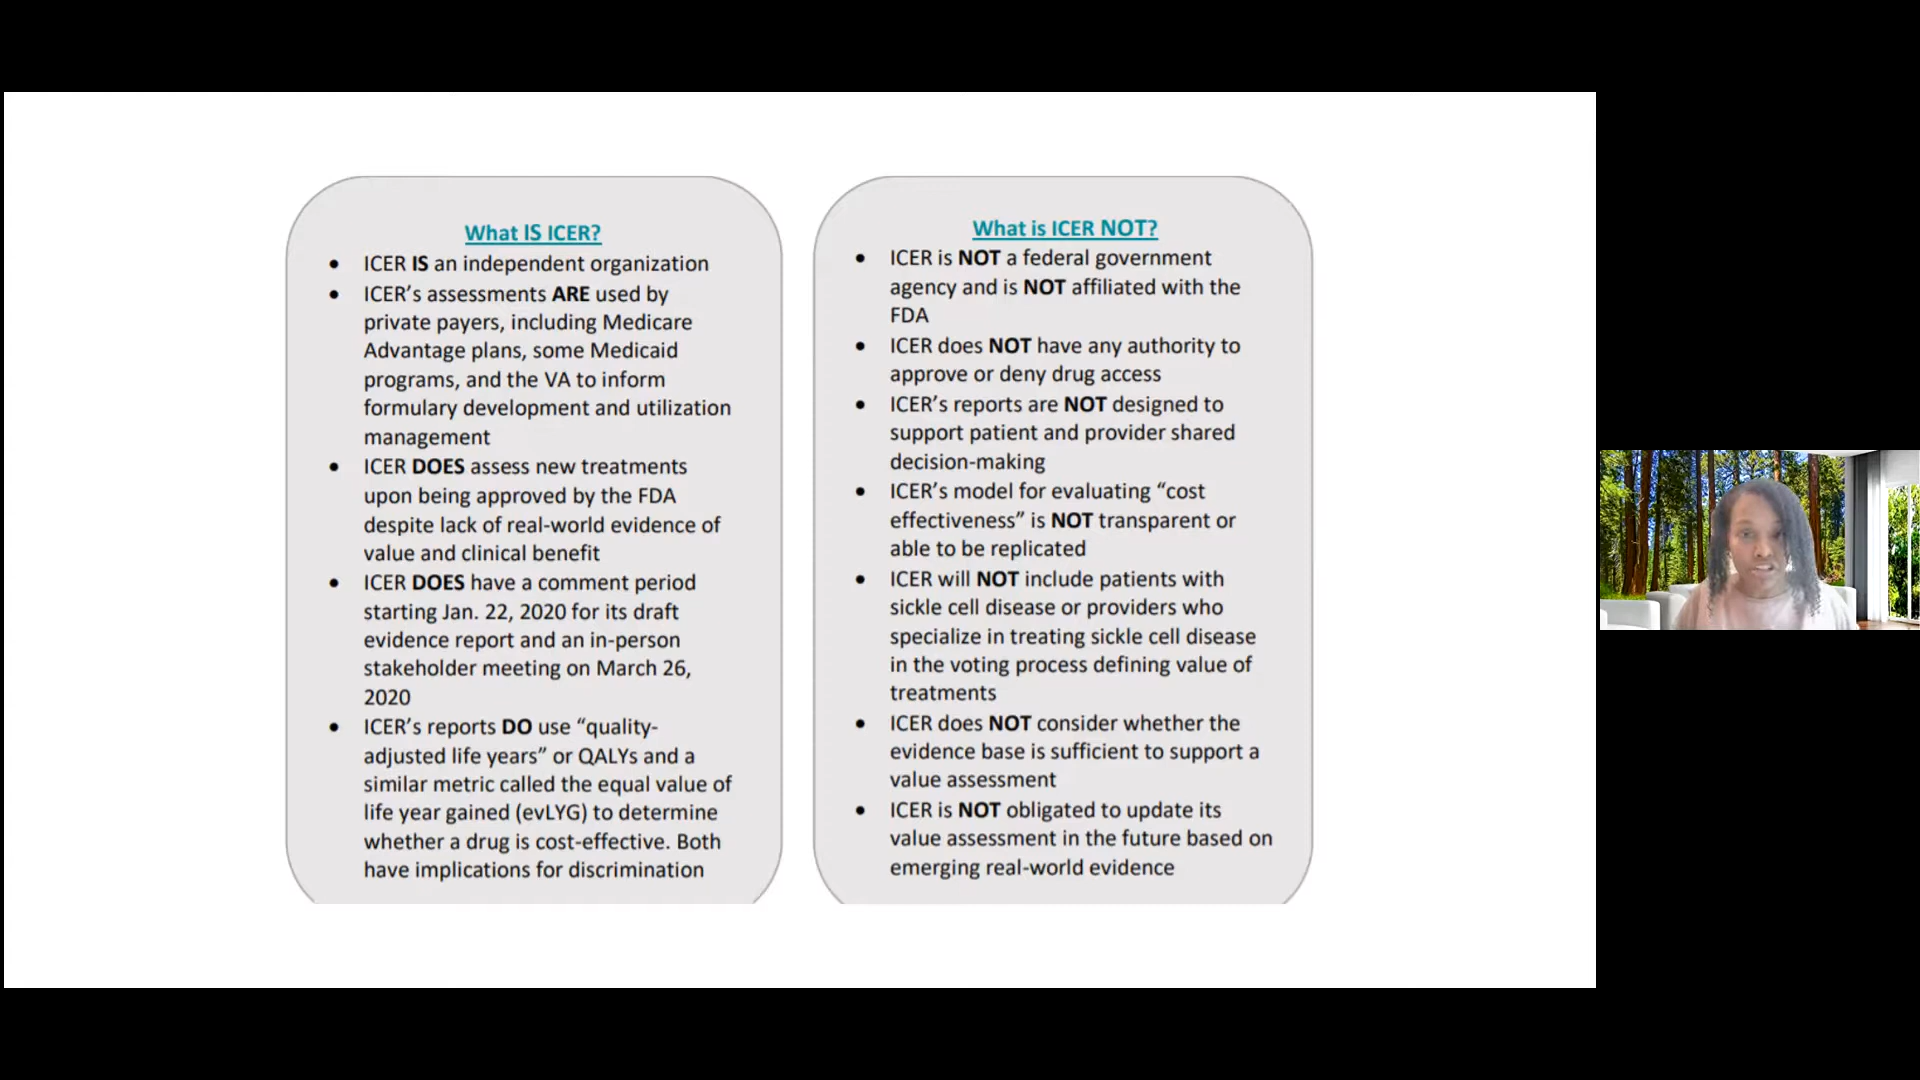 What IS ICER?
• ICER IS an independent organization
• ICER’s assessments ARE used by
private payers, including Medicare
Advantage plans, some Medicaid
programs, and the VA to inform
formulary development and utilization
management
• ICER DOES assess new treatments
upon being approved by the FDA
despite lack of real-world evidence of
value and clinical benefit
• ICER DOES have a comment period
starting Jan. 22, 2020 for its draft
evidence report and an in-person
stakeholder meeting on March 26,
2020
• ICER’s reports DO use “quality-
adjusted life years” or QALYs and a
similar metric called the equal value of
life year gained (evLYG) to determine
whether a drug is cost-effective. Both
have implications for discrimination
What is ICER NOT?
• ICER is NOT a federal government
agency and is NOT affiliated with the
FDA
• ICER does NOT have any authority to
approve or deny drug access
• ICER’s reports are NOT designed to
support patient and provider shared
decision-making
• ICER’s model for evaluating “cost
effectiveness” is NOT transparent or
able to be replicated
• ICER will NOT include patients with
sickle cell disease or providers who
specialize in treating sickle cell disease
in the voting process defining value of
treatments
• ICER does NOT consider whether the
evidence base is sufficient to support a
value assessment
• ICER is NOT obligated to update its
value assessment in the future based on
emerging real-world evidence